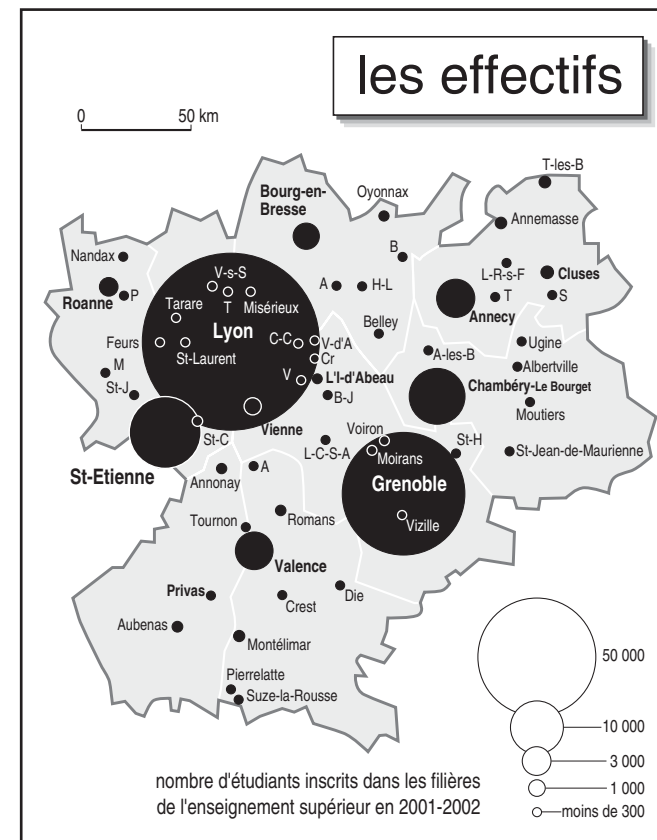 les effectifs
0 50 km
T-les-B
Bourg-en-
Bresse
Oyonnax
Annemasse
Nandax
B
V-s-S
L-R-s-F
Cluses
A
H-L
Roanne
P
Tarare
T
Misérieux
T
S
Annecy
Lyon
Belley
Feurs
C-C
V-d'A
Ugine
St-Laurent
A-les-B
Cr
M
Albertville
V
L'I-d'Abeau
Chambéry-Le Bourget
St-J
B-J
Moutiers
Vienne
Voiron
St-C
L-C-S-A
St-H
St-Jean-de-Maurienne
Moirans
St-Etienne
A
Grenoble
Annonay
Tournon
Romans
Vizille
Valence
Privas
Die
Crest
Aubenas
Montélimar
50 000
Pierrelatte
Suze-la-Rousse
10 000
3 000
nombre d'étudiants inscrits dans les filières
1 000
de l'enseignement supérieur en 2001-2002
moins de 300